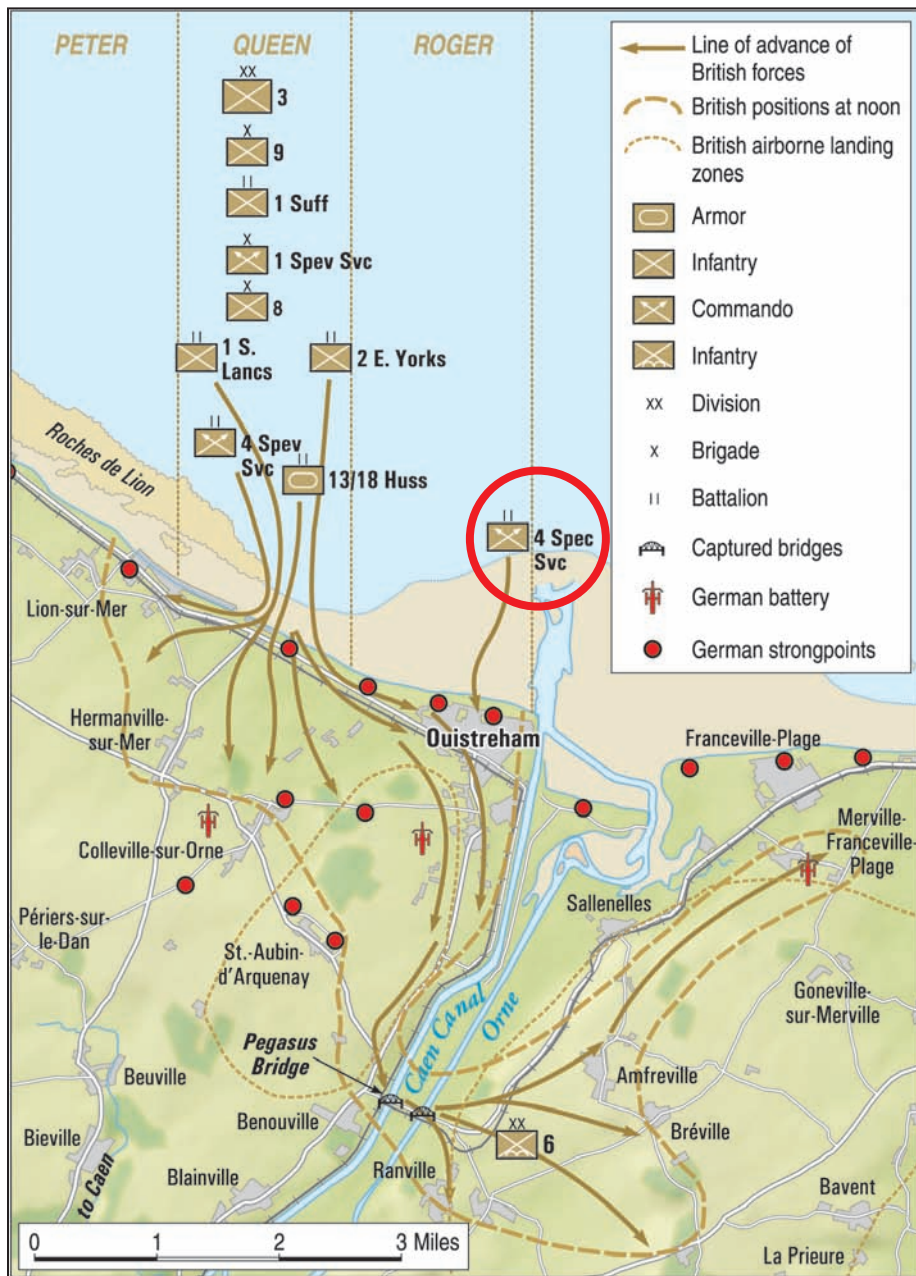 PETER
QUEEN
ROGER
XX
3
X
9
II
1 Suff
X
1 Spev Svc
X
8
II
1 S.
Lancs
II
2 E. Yorks
II
4 Spev
Svc
II
13/18 Huss
II
4 Spec
Svc
Line of advance of
British forces
British positions at noon
British airborne landing
zones
Armor
Infantry
Commando
Infantry
XX
Division
X
Brigade
II
Battalion
Captured bridges
German battery
German strongpoints
Roches de Lion
Lion-sur-Mer
Hermanville-
sur-Mer
Ouistreham
Franceville-Plage
Colleville-sur-Orne
Merville-
Franceville-
Plage
Périers-sur-
le-Dan
St.-Aubin-
d'Arquenay
Sallenelles
Goneville-
sur-Merville
Caen Canal
Orne
Pegasus
Bridge
Beuville
Benouville
Amfreville
Bréville
Bieville
to Caen
Blainville
Ranville
XX
6
Bavent
La Prieure
0
1
2
3 Miles